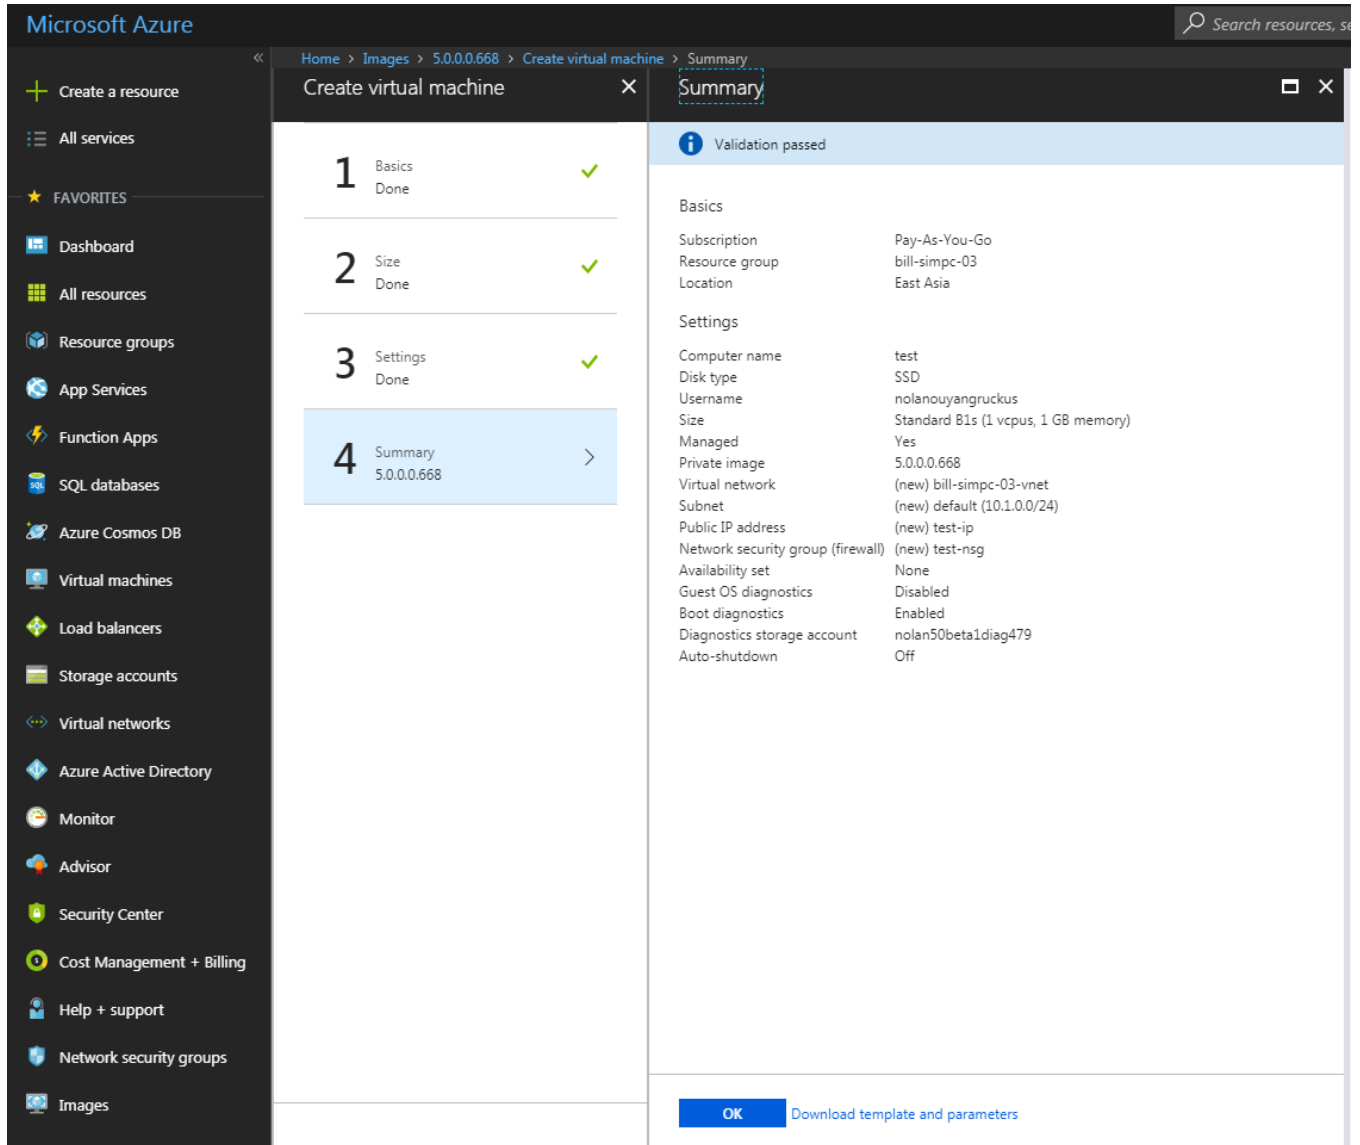 Microsoft Azure
Search resources, se
«
Home > Images > 5.0.0.0.668 > Create virtual machine > Summary
Create a resource
All services
FAVORITES
Dashboard
All resources
Resource groups
App Services
Function Apps
SQL databases
Azure Cosmos DB
Virtual machines
Load balancers
Storage accounts
Virtual networks
Azure Active Directory
Monitor
Advisor
Security Center
Cost Management + Billing
Help + support
Network security groups
Images
Create virtual machine
1 Basics
Done
2 Size
Done
3 Settings
Done
4 Summary
5.0.0.0.668
Summary
Validation passed
Basics
Subscription Pay-As-You-Go
Resource group bill-simpc-03
Location East Asia
Settings
Computer name test
Disk type SSD
Username nolanouyangruckus
Size Standard B1s (1 vcpus, 1 GB memory)
Managed Yes
Private image 5.0.0.0.668
Virtual network (new) bill-simpc-03-vnet
Subnet (new) default (10.1.0.0/24)
Public IP address (new) test-ip
Network security group (firewall) (new) test-nsg
Availability set None
Guest OS diagnostics Disabled
Boot diagnostics Enabled
Diagnostics storage account nolan50beta1diag479
Auto-shutdown Off
OK Download template and parameters